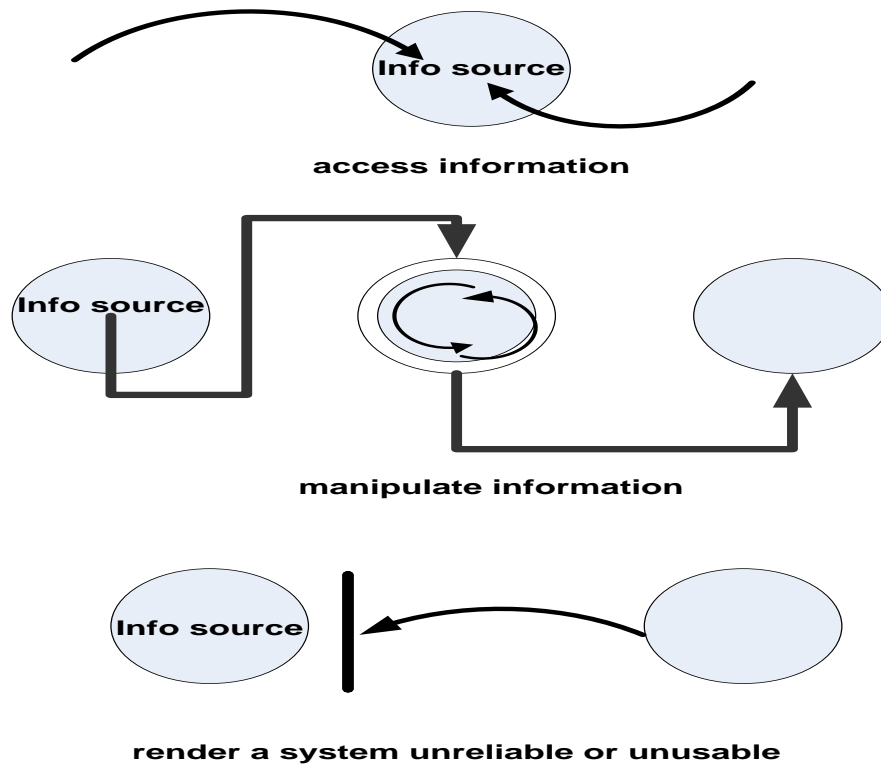 Info source
access information
Info source
manipulate information
Info source
render a system unreliable or unusable